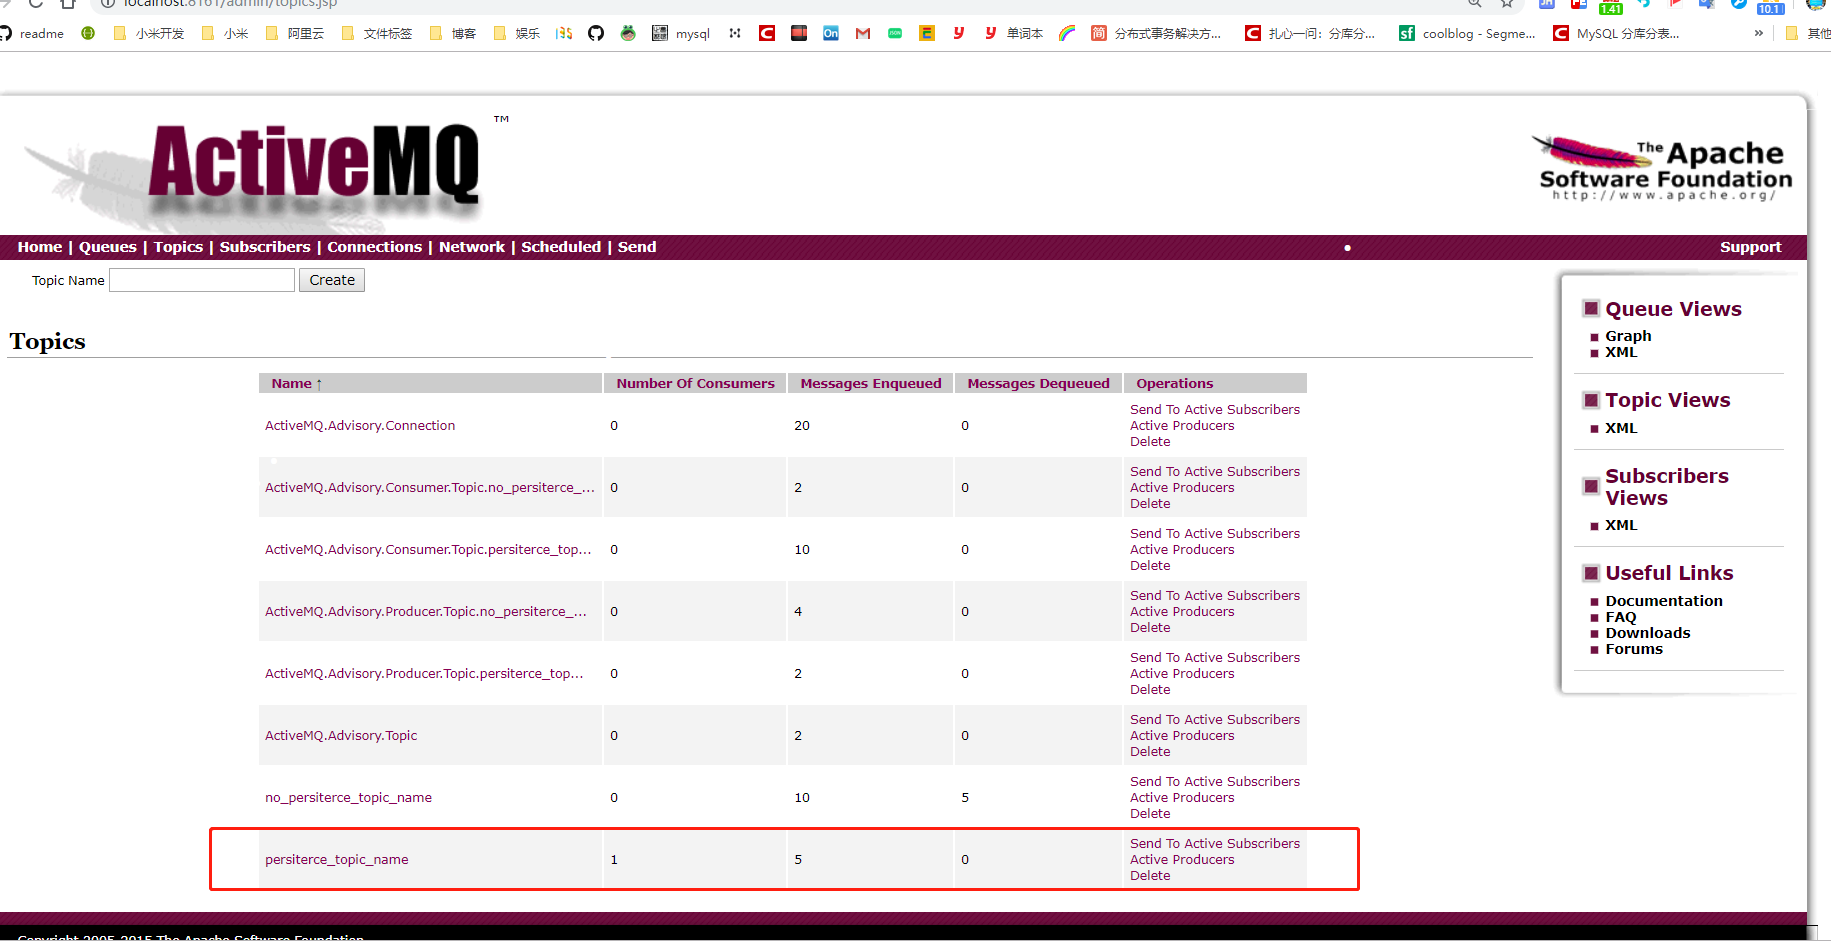 localhost:8161/admin/topics.jsp
1.41 10.1
readme 小米开发 小米 阿里云 文件标签 博客 娱乐 mysql 单词本 分布式事务解决方... 扎心一问：分库分... coolblog - Segme... MySQL 分库分表... » 其他
ActiveMQ ™
The Apache
Software Foundation
http://www.apache.org/
Home | Queues | Topics | Subscribers | Connections | Network | Scheduled | Send Support
Topic Name Create
Topics
Name ↑ Number Of Consumers Messages Enqueued Messages Dequeued Operations
ActiveMQ.Advisory.Connection 0 20 0 Send To Active Subscribers
Active Producers
Delete
ActiveMQ.Advisory.Consumer.Topic.no_persiterce_... 0 2 0 Send To Active Subscribers
Active Producers
Delete
ActiveMQ.Advisory.Consumer.Topic.persiterce_top... 0 10 0 Send To Active Subscribers
Active Producers
Delete
ActiveMQ.Advisory.Producer.Topic.no_persiterce_... 0 4 0 Send To Active Subscribers
Active Producers
Delete
ActiveMQ.Advisory.Producer.Topic.persiterce_top... 0 2 0 Send To Active Subscribers
Active Producers
Delete
ActiveMQ.Advisory.Topic 0 2 0 Send To Active Subscribers
Active Producers
Delete
no_persiterce_topic_name 0 10 5 Send To Active Subscribers
Active Producers
Delete
persiterce_topic_name 1 5 0 Send To Active Subscribers
Active Producers
Delete
Queue Views
Graph
XML
Topic Views
XML
Subscribers
Views
XML
Useful Links
Documentation
FAQ
Downloads
Forums
Copyright 2005-2015 The Apache Software Foundation